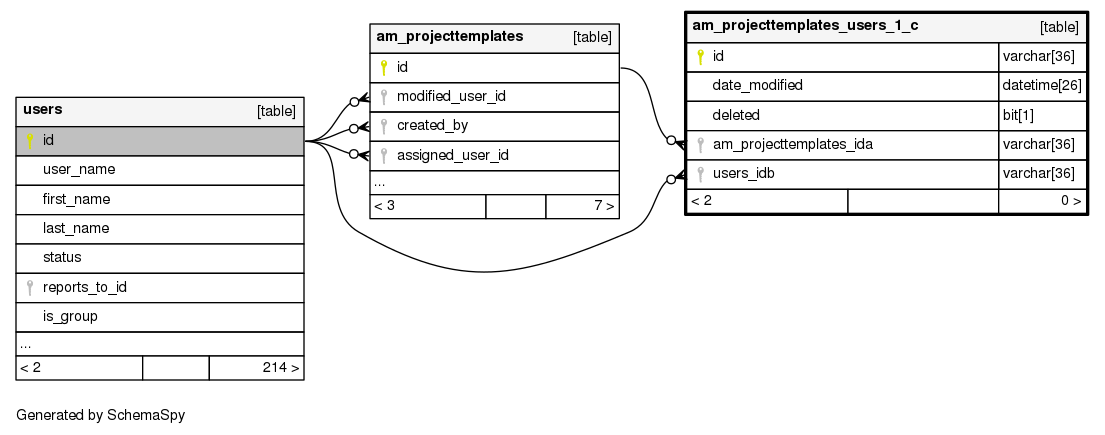 users [table]
id
user_name
first_name
last_name
status
reports_to_id
is_group
...
< 2 214 >
am_projecttemplates [table]
id
modified_user_id
created_by
assigned_user_id
...
< 3 7 >
am_projecttemplates_users_1_c [table]
id varchar[36]
date_modified datetime[26]
deleted bit[1]
am_projecttemplates_ida varchar[36]
users_idb varchar[36]
< 2 0 >
Generated by SchemaSpy